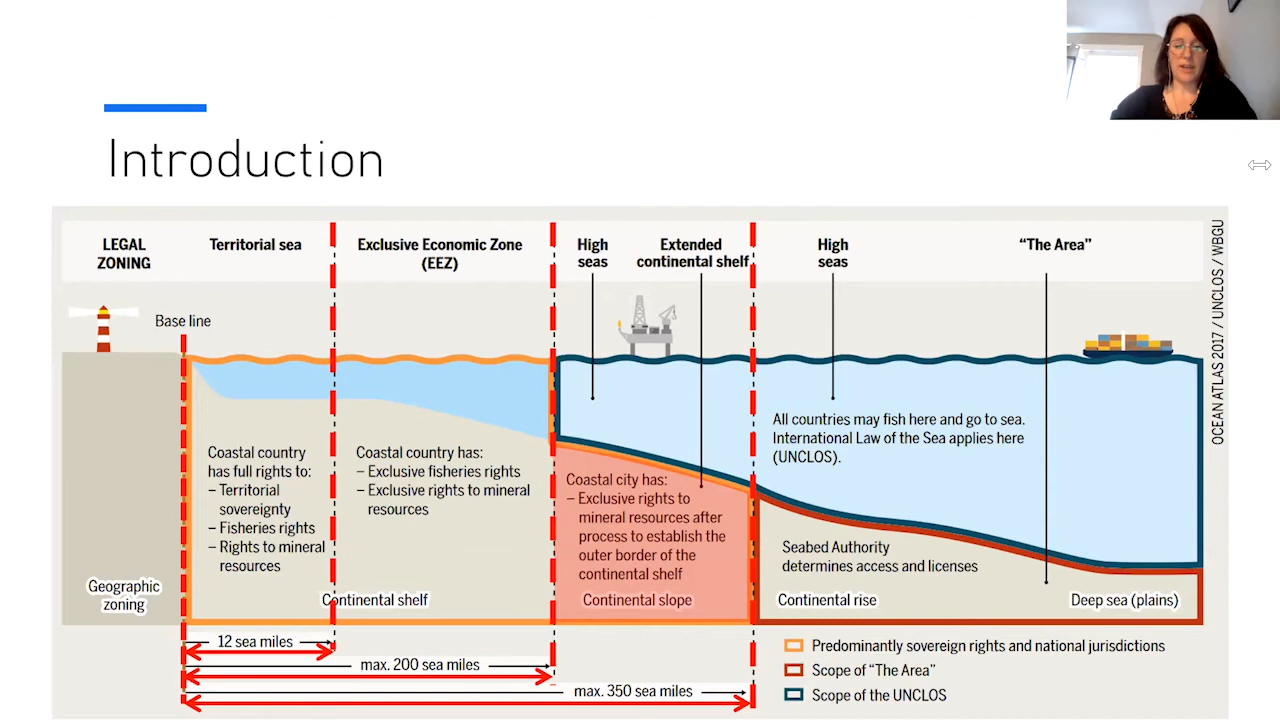 Introduction
LEGAL
ZONING
Territorial sea
Exclusive Economic Zone
(EEZ)
High
seas
Extended
continental shelf
High
seas
“The Area”
Base line
Coastal country
has full rights to:
– Territorial
sovereignty
– Fisheries rights
– Rights to mineral
resources
Coastal country has:
– Exclusive fisheries rights
– Exclusive rights to mineral
resources
Coastal city has:
– Exclusive rights to
mineral resources after
process to establish the
outer border of the
continental shelf
All countries may fish here and go to sea.
International Law of the Sea applies here
(UNCLOS).
Seabed Authority
determines access and licenses
Geographic
zoning
Continental shelf
Continental slope
Continental rise
Deep sea (plains)
12 sea miles
max. 200 sea miles
max. 350 sea miles
Predominantly sovereign rights and national jurisdictions
Scope of “The Area”
Scope of the UNCLOS
OCEAN ATLAS 2017 / UNCLOS / WBGU